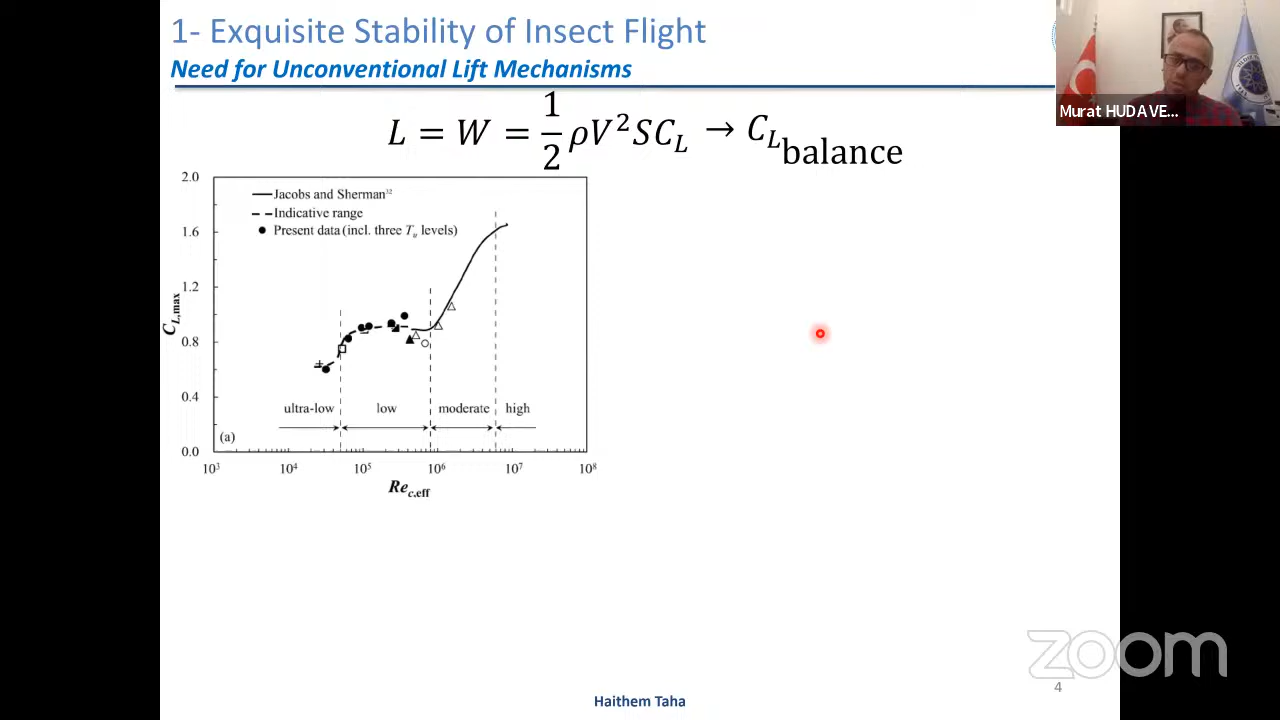 1- Exquisite Stability of Insect Flight
Need for Unconventional Lift Mechanisms
Murat HUDAVE...
L = W = 1/2 ρV²SC_L → C_L balance
2.0
1.6
1.2
0.8
0.4
0.0
C_L,max
Jacobs and Sherman³²
Indicative range
Present data (incl. three T_u levels)
ultra-low
low
moderate
high
(a)
10³
10⁴
10⁵
10⁶
10⁷
10⁸
Re_c,eff
zoom
4
Haithem Taha